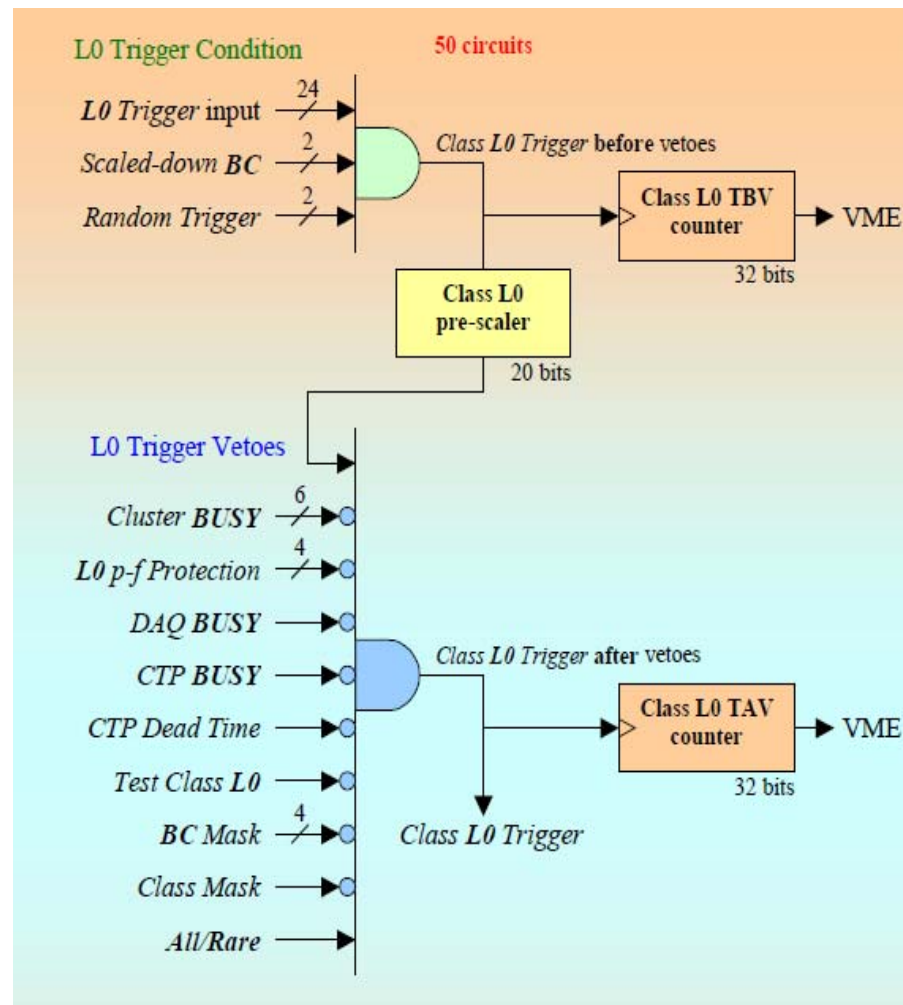 L0 Trigger Condition
50 circuits
24
L0 Trigger input
2
Scaled-down BC
Class L0 Trigger before vetoes
2
Random Trigger
Class L0 TBV
counter
VME
32 bits
Class L0
pre-scaler
20 bits
L0 Trigger Vetoes
6
Cluster BUSY
4
L0 p-f Protection
DAQ BUSY
Class L0 Trigger after vetoes
CTP BUSY
Class L0 TAV
counter
VME
32 bits
CTP Dead Time
Test Class L0
4
BC Mask
Class L0 Trigger
Class Mask
All/Rare